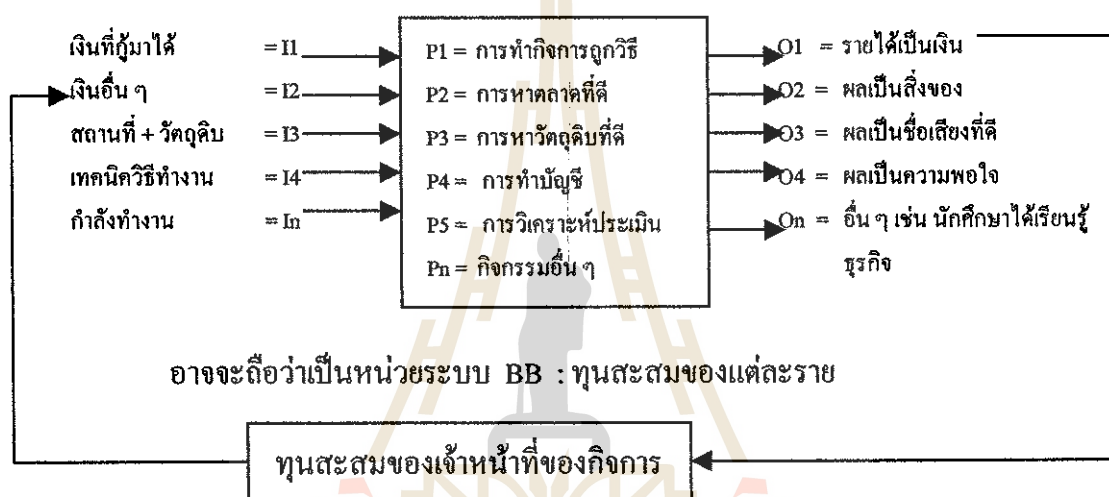 เงินที่กู้มาได้ =I1 P1 = การทำกิจการถูกวิธี O1 = รายได้เป็นเงิน
เงินอื่น ๆ =I2 P2 = การหาตลาดที่ดี O2 = ผลเป็นสิ่งของ
สถานที่ + วัตถุดิบ =I3 P3 = การหาวัตถุดิบที่ดี O3 = ผลเป็นชื่อเสียงที่ดี
เทคนิควิธีทำงาน =I4 P4 = การทำบัญชี O4 = ผลเป็นความพอใจ
กำลังทำงาน =In P5 = การวิเคราะห์ประเมิน On = อื่น ๆ เช่น นักศึกษาได้เรียนรู้
Pn = กิจกรรมอื่น ๆ ธุรกิจ
อาจจะถือว่าเป็นหน่วยระบบ BB : ทุนสะสมของแต่ละราย
ทุนสะสมของเจ้าหน้าที่ของกิจการ